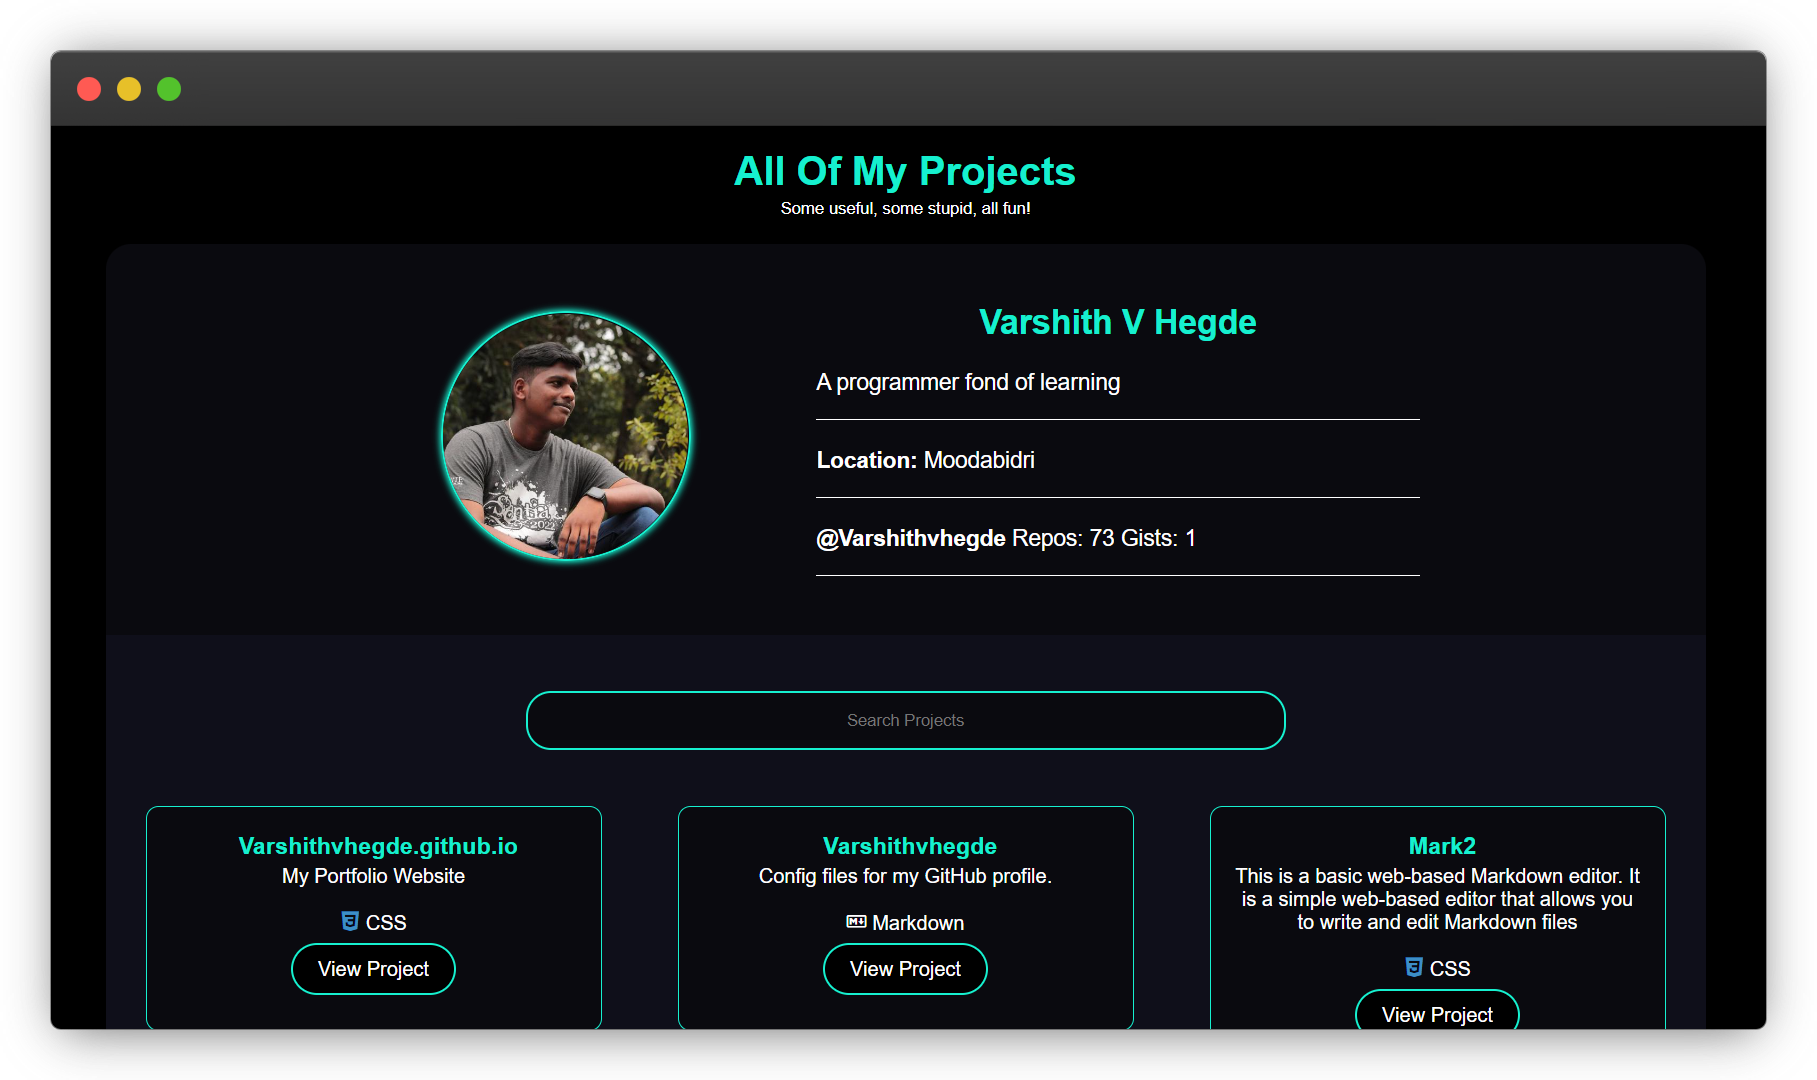 All Of My Projects
Some useful, some stupid, all fun!
Varshith V Hegde
A programmer fond of learning
Location: Moodabidri
@Varshithvhegde Repos: 73 Gists: 1
2022
Search Projects
Varshithvhegde.github.io
My Portfolio Website
CSS
View Project
Varshithvhegde
Config files for my GitHub profile.
Markdown
View Project
Mark2
This is a basic web-based Markdown editor. It
is a simple web-based editor that allows you
to write and edit Markdown files
CSS
View Project